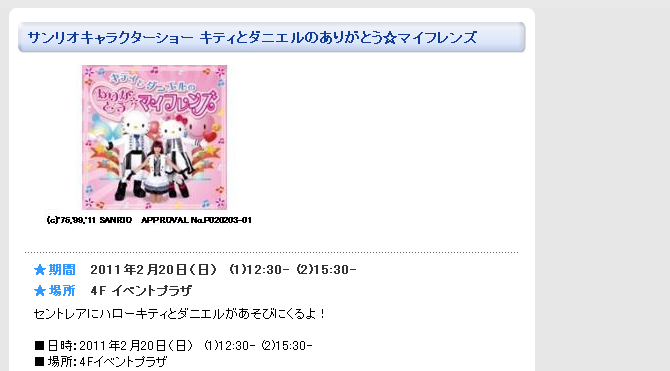 サンリオキャラクターショー キティとダニエルのありがとう☆マイフレンズ
キティとダニエルの
ありがとう
マイフレンズ
(c)'76,'99,'11 SANRIO APPROVAL No.P020203-01
★期間 2011年2月20日(日) (1)12:30- (2)15:30-
★場所 4F イベントプラザ
セントレアにハローキティとダニエルがあそびにくるよ!
■日時:2011年2月20日(日) (1)12:30- (2)15:30-
■場所:4Fイベントプラザ